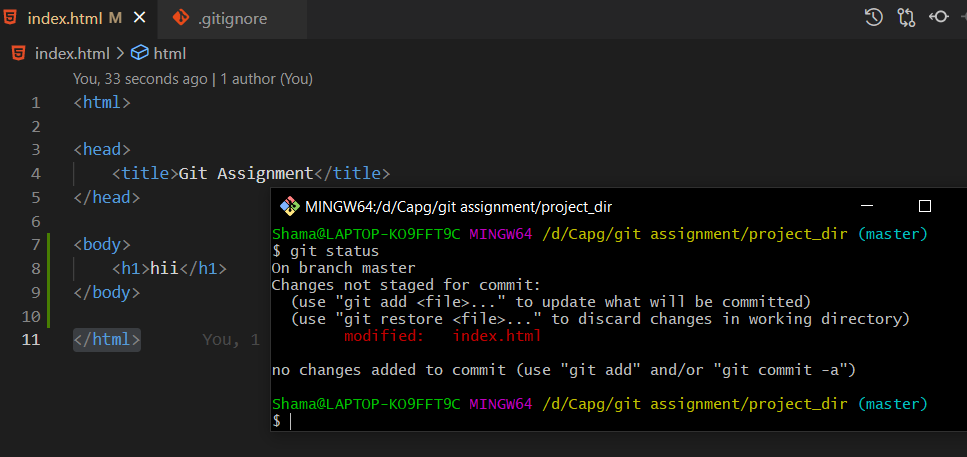 index.html M
.gitignore
index.html > html
You, 33 seconds ago | 1 author (You)
1 <html>
2
3 <head>
4     <title>Git Assignment</title>
5 </head>
6
7 <body>
8     <h1>hii</h1>
9 </body>
10
11 </html>     You, 1
MINGW64:/d/Capg/git assignment/project_dir
Shama@LAPTOP-KO9FFT9C MINGW64 /d/Capg/git assignment/project_dir (master)
$ git status
On branch master
Changes not staged for commit:
  (use "git add <file>..." to update what will be committed)
  (use "git restore <file>..." to discard changes in working directory)
        modified:   index.html
no changes added to commit (use "git add" and/or "git commit -a")
Shama@LAPTOP-KO9FFT9C MINGW64 /d/Capg/git assignment/project_dir (master)
$